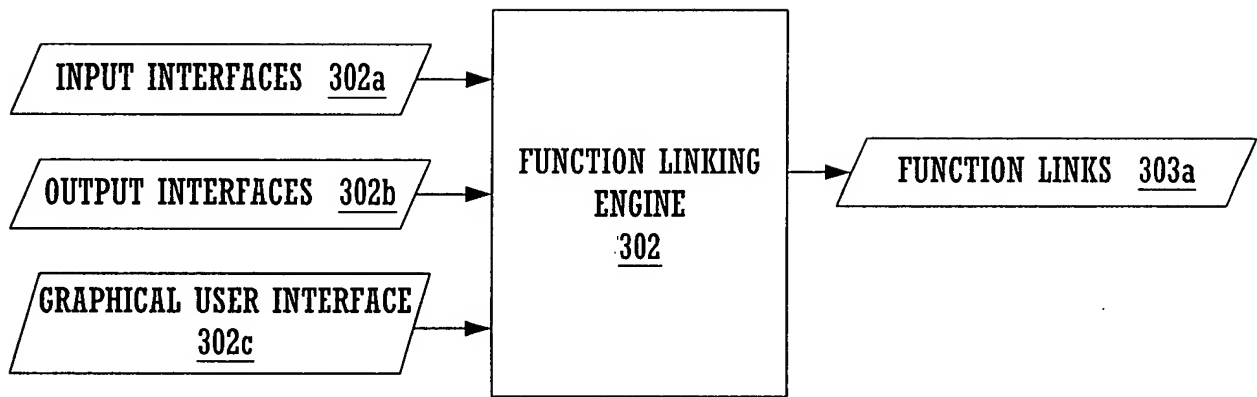 INPUT INTERFACES 302a
OUTPUT INTERFACES 302b
GRAPHICAL USER INTERFACE
302c
FUNCTION LINKING
ENGINE
302
FUNCTION LINKS 303a